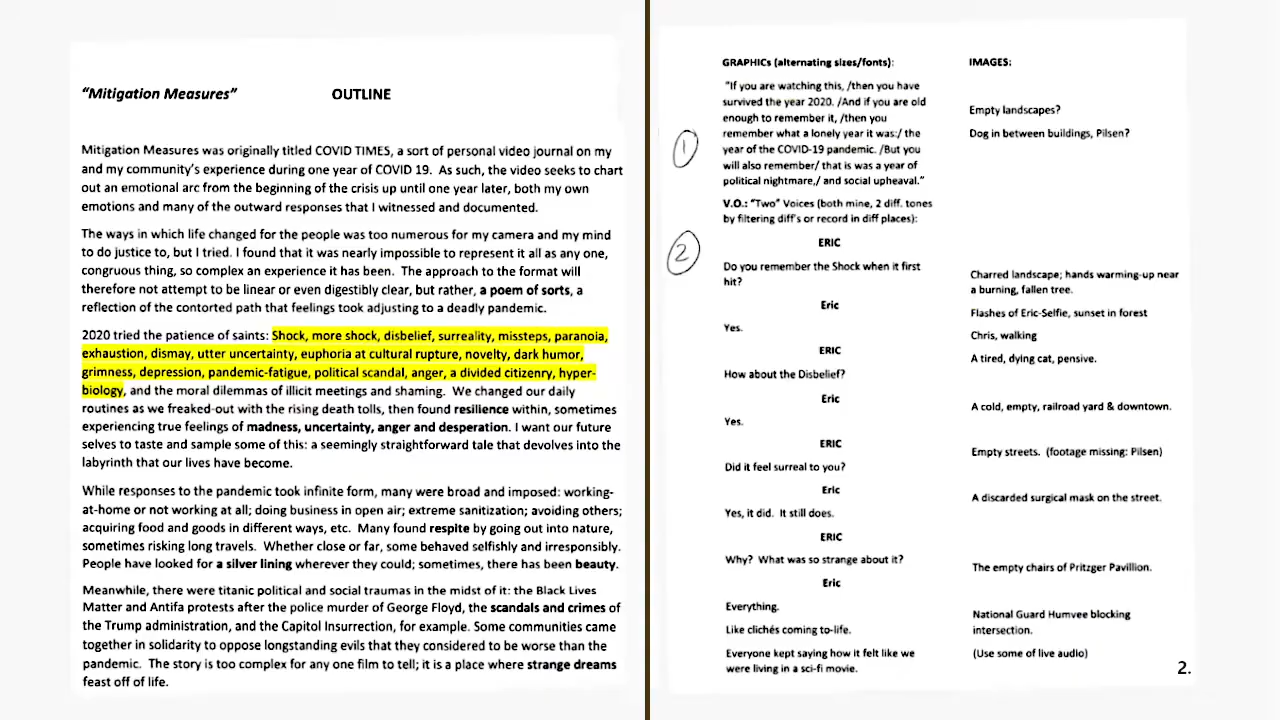 "Mitigation Measures" OUTLINE
Mitigation Measures was originally titled COVID TIMES, a sort of personal video journal on my
and my community's experience during one year of COVID 19. As such, the video seeks to chart
out an emotional arc from the beginning of the crisis up until one year later, both my own
emotions and many of the outward responses that I witnessed and documented.
The ways in which life changed for the people was too numerous for my camera and my mind
to do justice to, but I tried. I found that it was nearly impossible to represent it all as any one,
congruous thing, so complex an experience it has been. The approach to the format will
therefore not attempt to be linear or even digestibly clear, but rather, a poem of sorts, a
reflection of the contorted path that feelings took adjusting to a deadly pandemic.
2020 tried the patience of saints: Shock, more shock, disbelief, surreality, missteps, paranoia,
exhaustion, dismay, utter uncertainty, euphoria at cultural rupture, novelty, dark humor,
grimness, depression, pandemic-fatigue, political scandal, anger, a divided citizenry, hyper-
biology, and the moral dilemmas of illicit meetings and shaming. We changed our daily
routines as we freaked-out with the rising death tolls, then found resilience within, sometimes
experiencing true feelings of madness, uncertainty, anger and desperation. I want our future
selves to taste and sample some of this: a seemingly straightforward tale that devolves into the
labyrinth that our lives have become.
While responses to the pandemic took infinite form, many were broad and imposed: working-
at-home or not working at all; doing business in open air; extreme sanitization; avoiding others;
acquiring food and goods in different ways, etc. Many found respite by going out into nature,
sometimes risking long travels. Whether close or far, some behaved selfishly and irresponsibly.
People have looked for a silver lining wherever they could; sometimes, there has been beauty.
Meanwhile, there were titanic political and social traumas in the midst of it: the Black Lives
Matter and Antifa protests after the police murder of George Floyd, the scandals and crimes of
the Trump administration, and the Capitol Insurrection, for example. Some communities came
together in solidarity to oppose longstanding evils that they considered to be worse than the
pandemic. The story is too complex for any one film to tell; it is a place where strange dreams
feast off of life.
GRAPHICs (alternating sizes/fonts):
"If you are watching this, /then you have
survived the year 2020. /And if you are old
enough to remember it, /then you
remember what a lonely year it was:/ the
year of the COVID-19 pandemic. /But you
will also remember/ that is was a year of
political nightmare,/ and social upheaval."
1
V.O.: "Two" Voices (both mine, 2 diff. tones
by filtering diff's or record in diff places):
2
ERIC
Do you remember the Shock when it first
hit?
Eric
Yes.
ERIC
How about the Disbelief?
Eric
Yes.
ERIC
Did it feel surreal to you?
Eric
Yes, it did. It still does.
ERIC
Why? What was so strange about it?
Eric
Everything.
Like clichés coming to-life.
Everyone kept saying how it felt like we
were living in a sci-fi movie.
IMAGES:
Empty landscapes?
Dog in between buildings, Pilsen?
Charred landscape; hands warming-up near
a burning, fallen tree.
Flashes of Eric-Selfie, sunset in forest
Chris, walking
A tired, dying cat, pensive.
A cold, empty, railroad yard & downtown.
Empty streets. (footage missing: Pilsen)
A discarded surgical mask on the street.
The empty chairs of Pritzger Pavillion.
National Guard Humvee blocking
intersection.
(Use some of live audio)
2.